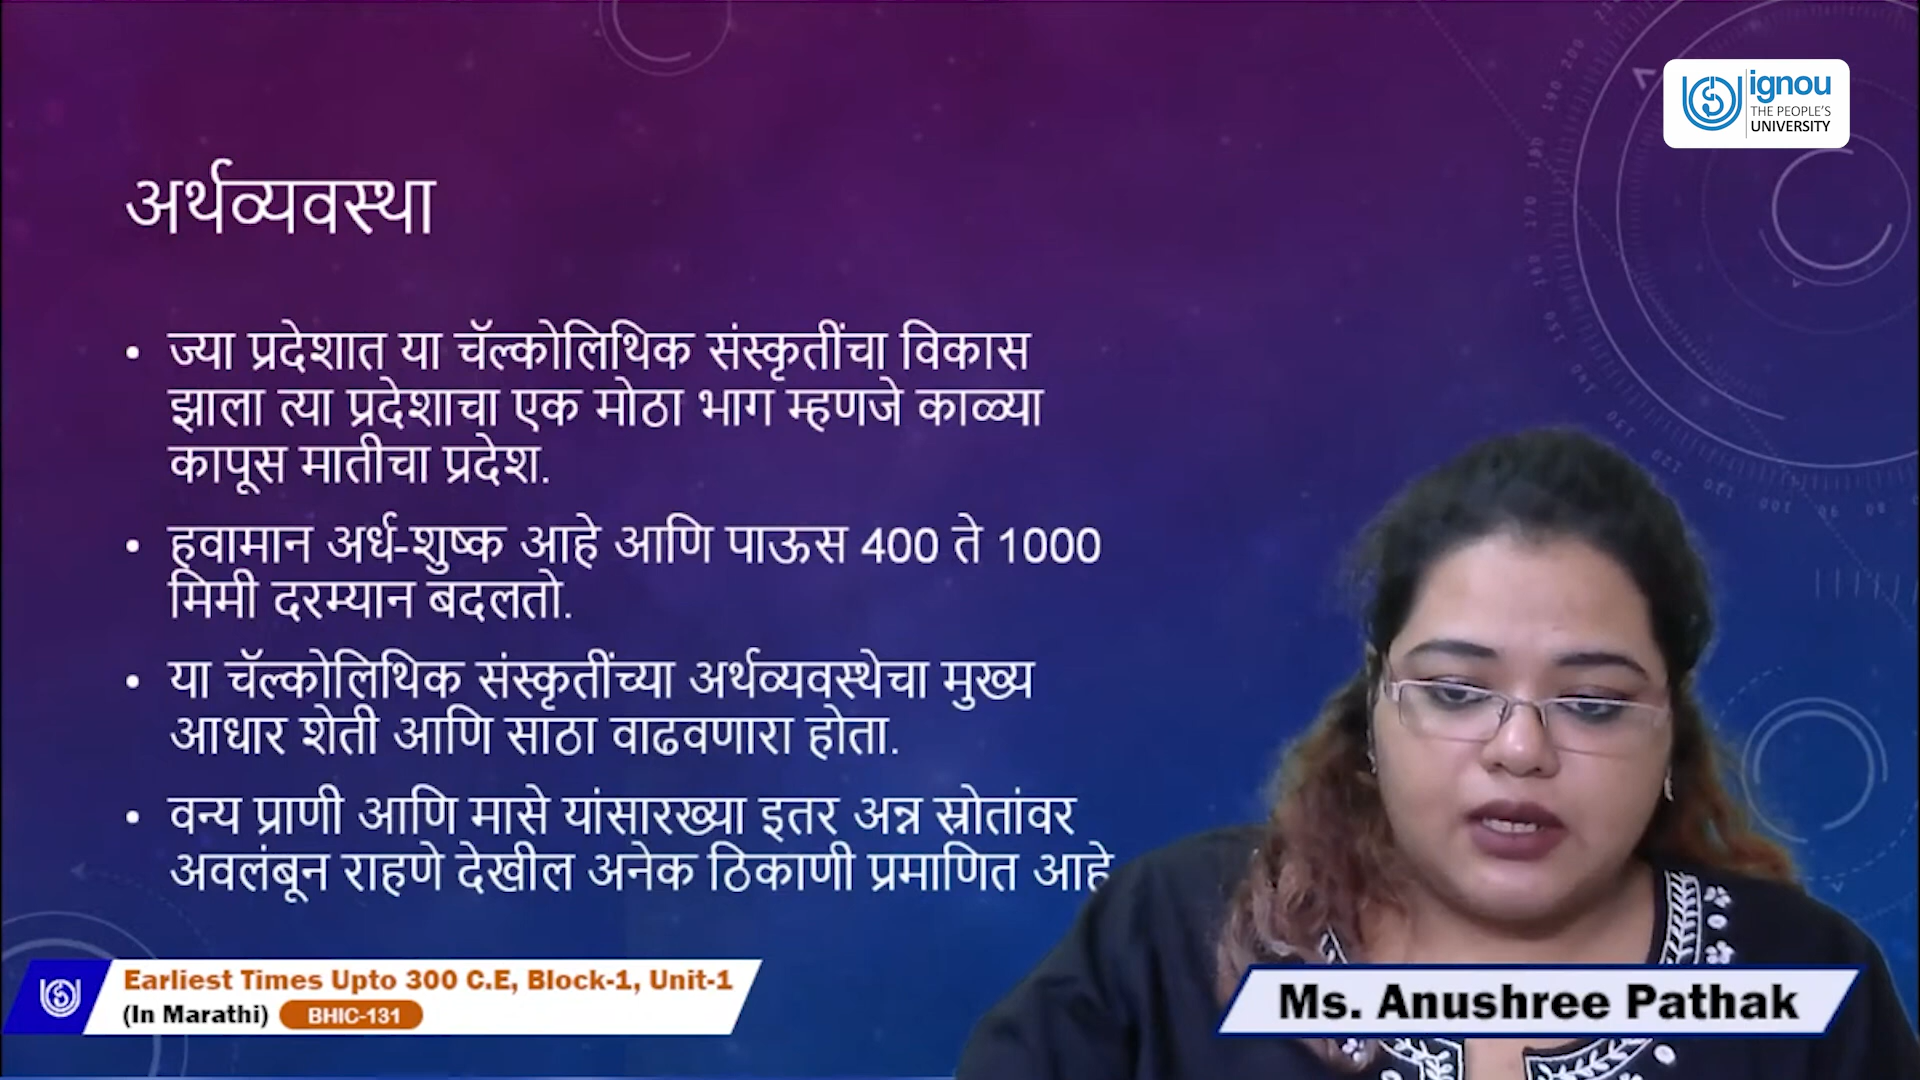 ignou
THE PEOPLE'S
UNIVERSITY
अर्थव्यवस्था
• ज्या प्रदेशात या चॅल्कोलिथिक संस्कृतींचा विकास
झाला त्या प्रदेशाचा एक मोठा भाग म्हणजे काळ्या
कापूस मातीचा प्रदेश.
• हवामान अर्ध-शुष्क आहे आणि पाऊस 400 ते 1000
मिमी दरम्यान बदलतो.
• या चॅल्कोलिथिक संस्कृतींच्या अर्थव्यवस्थेचा मुख्य
आधार शेती आणि साठा वाढवणारा होता.
• वन्य प्राणी आणि मासे यांसारख्या इतर अन्न स्रोतांवर
अवलंबून राहणे देखील अनेक ठिकाणी प्रमाणित आहे
Earliest Times Upto 300 C.E, Block-1, Unit-1
(In Marathi) BHIC-131
Ms. Anushree Pathak